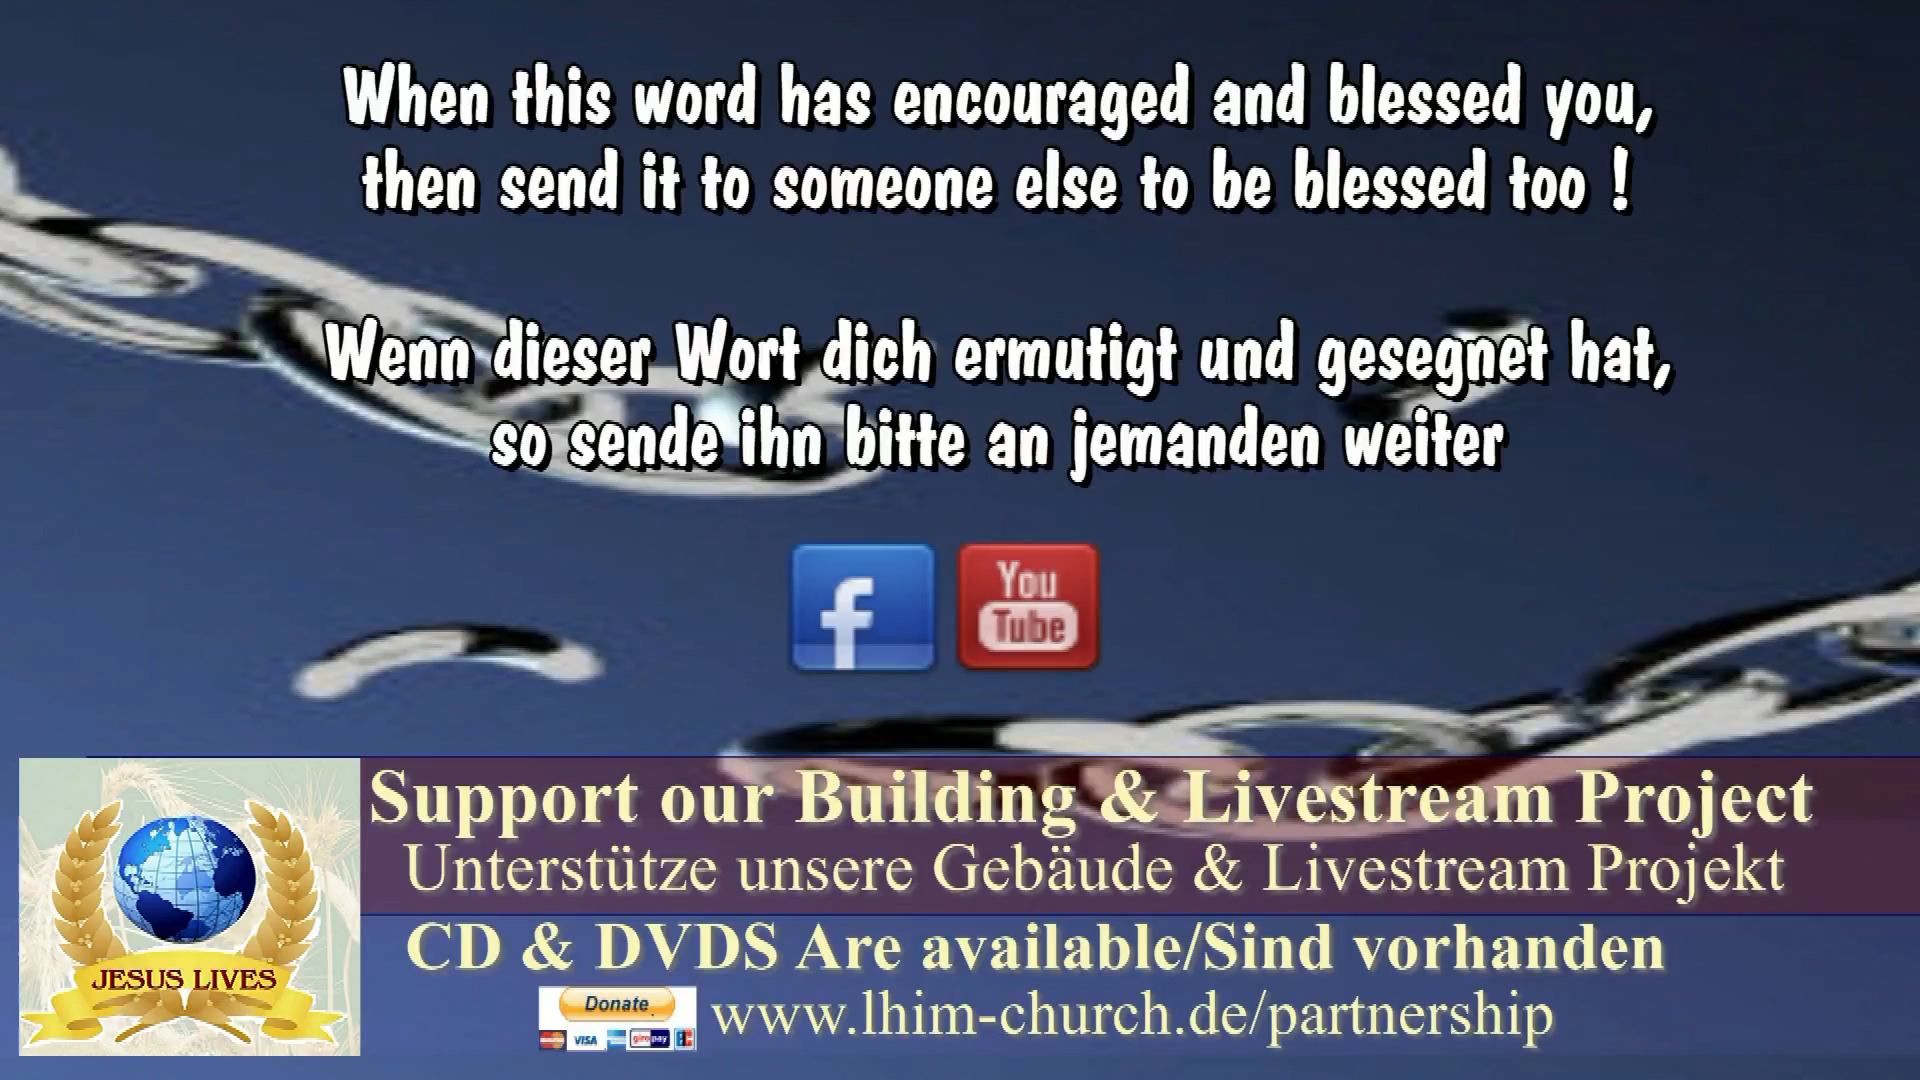 When this word has encouraged and blessed you,
then send it to someone else to be blessed too !
Wenn dieser Wort dich ermutigt und gesegnet hat,
so sende ihn bitte an jemanden weiter
f
You
Tube
Support our Building & Livestream Project
Unterstütze unsere Gebäude & Livestream Projekt
CD & DVDS Are available/Sind vorhanden
JESUS LIVES
Donate
VISA
giropay
www.lhim-church.de/partnership